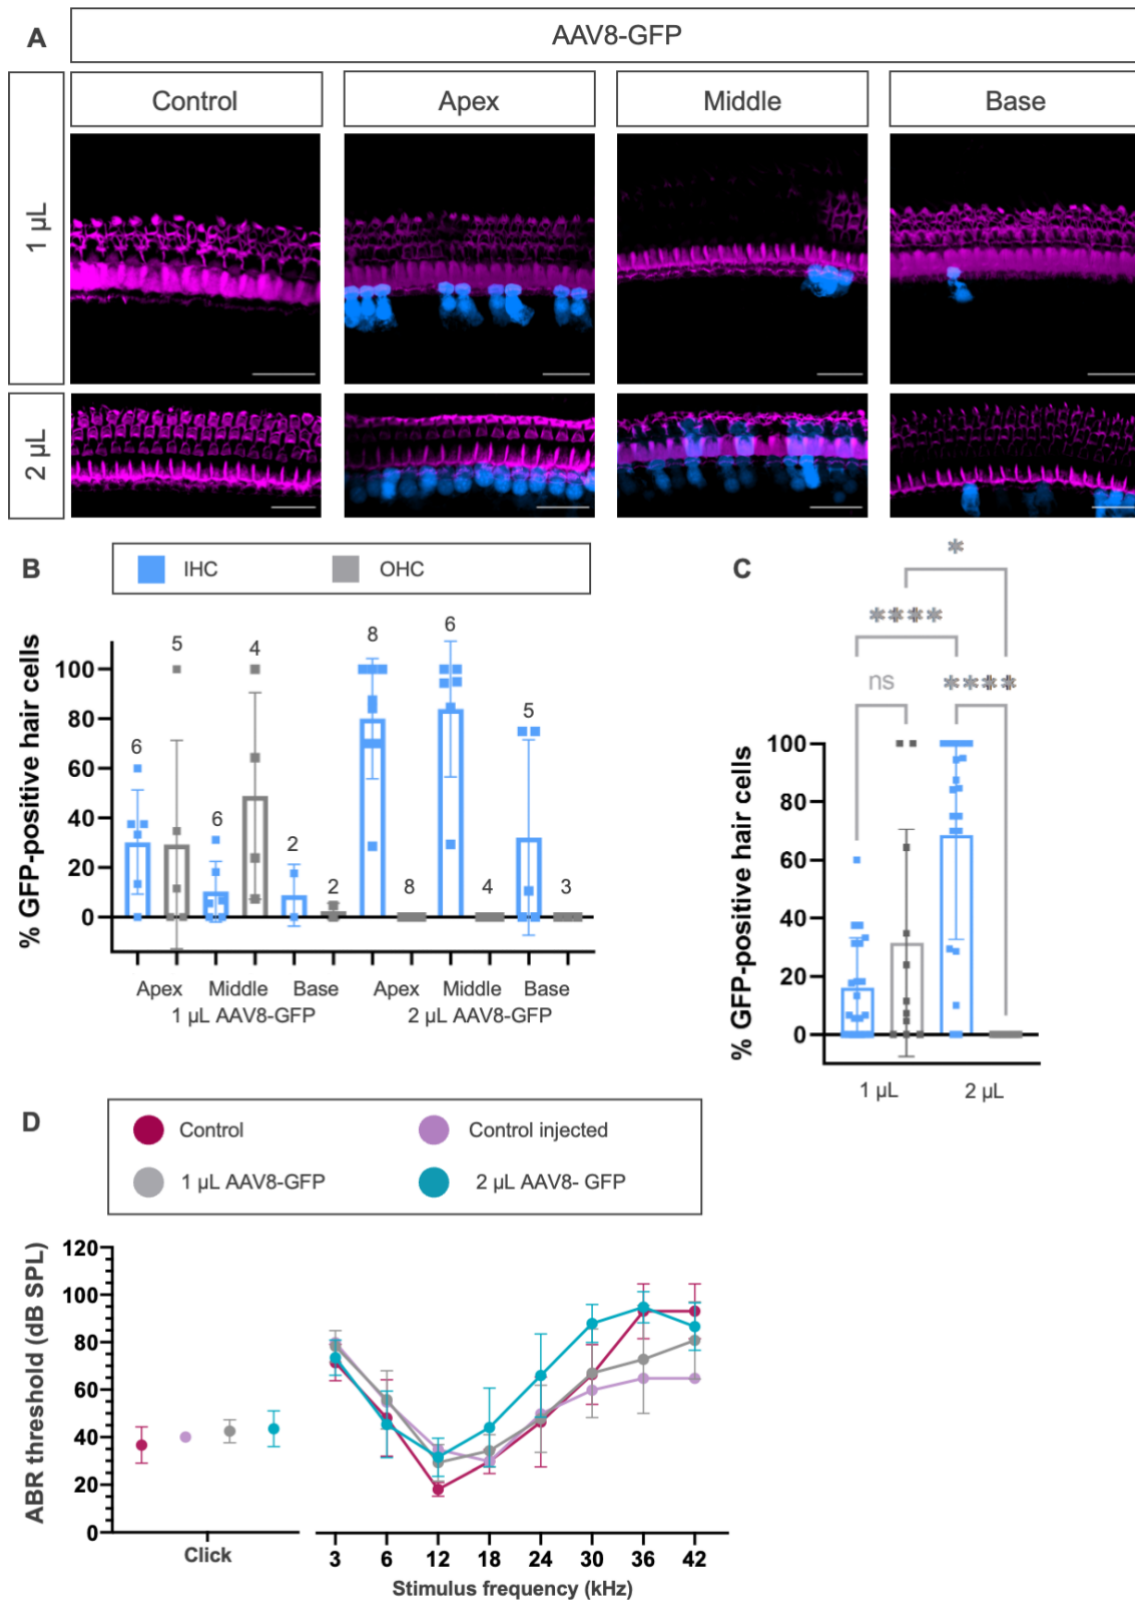 A
AAV8-GFP
Control
Apex
Middle
Base
1 µL
2 µL
B
IHC
OHC
% GFP-positive hair cells
100
80
60
40
20
0
6
5
6
4
2
2
8
8
6
4
5
3
Apex
Middle
Base
Apex
Middle
Base
1 µL AAV8-GFP
2 µL AAV8-GFP
C
*
****
ns
****
% GFP-positive hair cells
100
80
60
40
20
0
1 µL
2 µL
D
Control
Control injected
1 µL AAV8-GFP
2 µL AAV8- GFP
ABR threshold (dB SPL)
120
100
80
60
40
20
0
Click
3
6
12
18
24
30
36
42
Stimulus frequency (kHz)